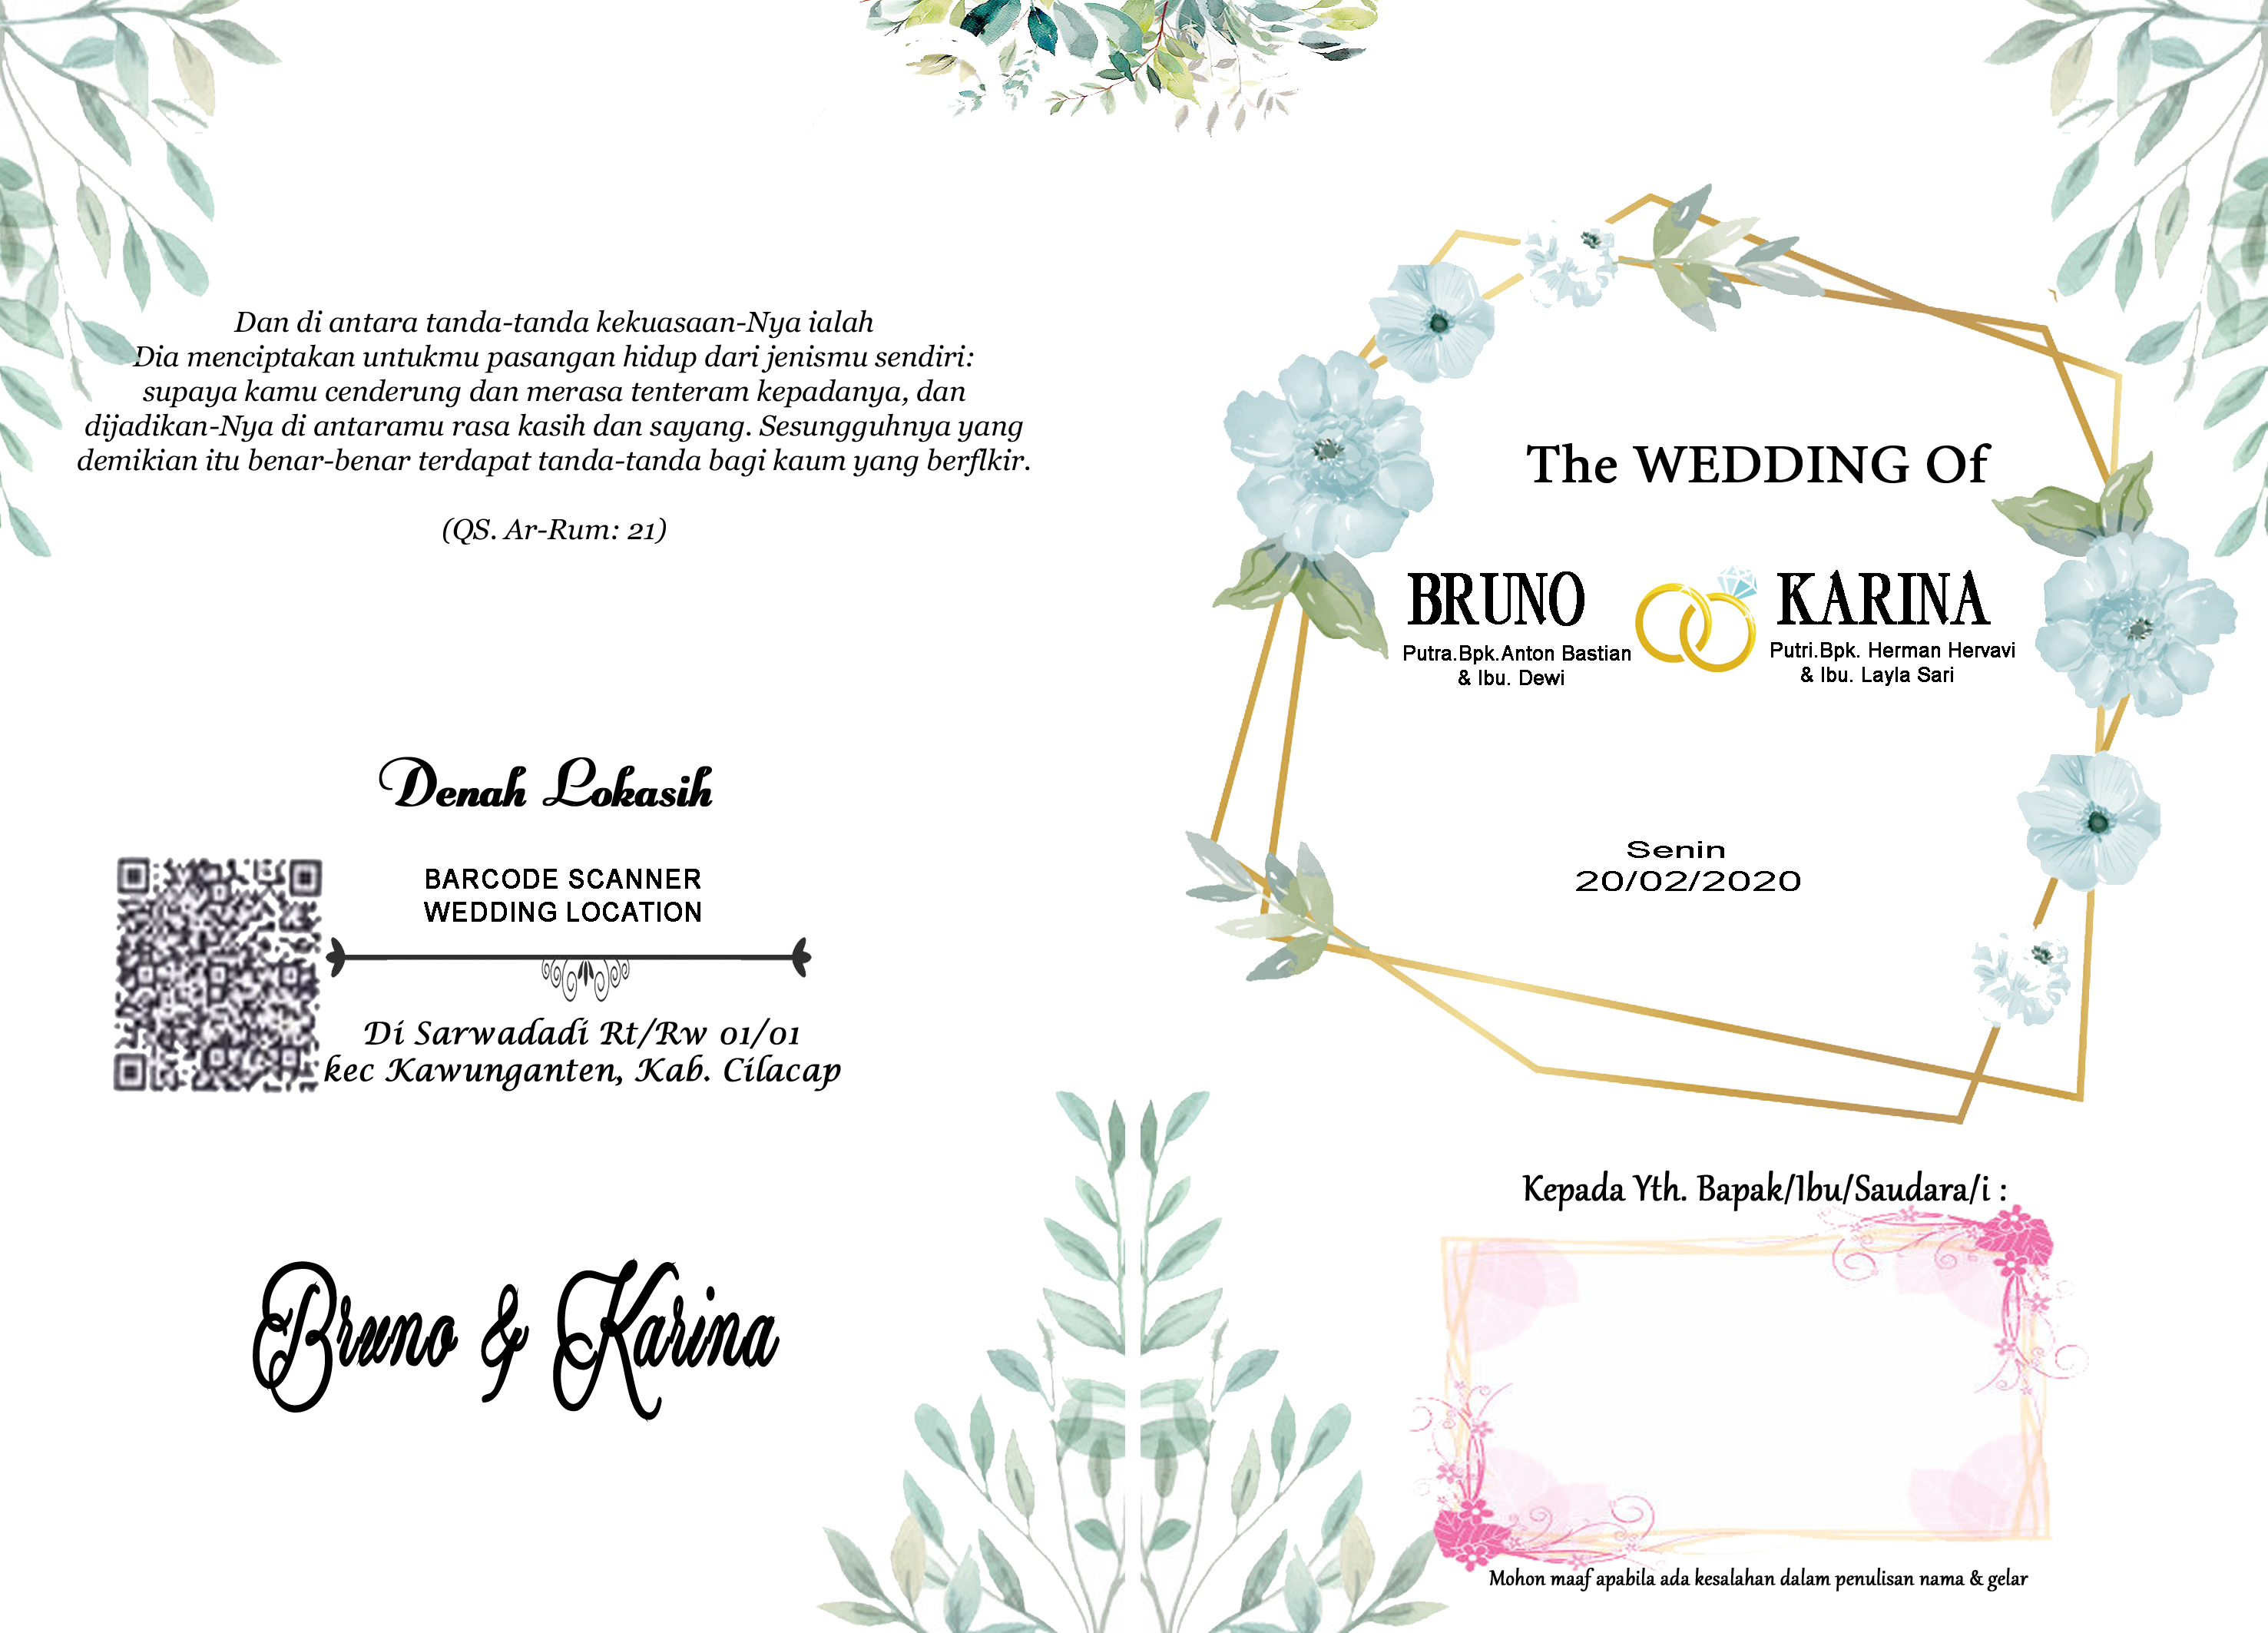 Dan di antara tanda-tanda kekuasaan-Nya ialah
Dia menciptakan untukmu pasangan hidup dari jenismu sendiri:
supaya kamu cenderung dan merasa tenteram kepadanya, dan
dijadikan-Nya di antaramu rasa kasih dan sayang. Sesungguhnya yang
demikian itu benar-benar terdapat tanda-tanda bagi kaum yang berflkir.
(QS. Ar-Rum: 21)
Denah Lokasih
BARCODE SCANNER
WEDDING LOCATION
Di Sarwadadi Rt/Rw 01/01
kec Kawunganten, Kab. Cilacap
Bruno & Karina
The WEDDING Of
BRUNO
Putra.Bpk.Anton Bastian
& Ibu. Dewi
KARINA
Putri.Bpk. Herman Hervavi
& Ibu. Layla Sari
Senin
20/02/2020
Kepada Yth. Bapak/Ibu/Saudara/i :
Mohon maaf apabila ada kesalahan dalam penulisan nama & gelar